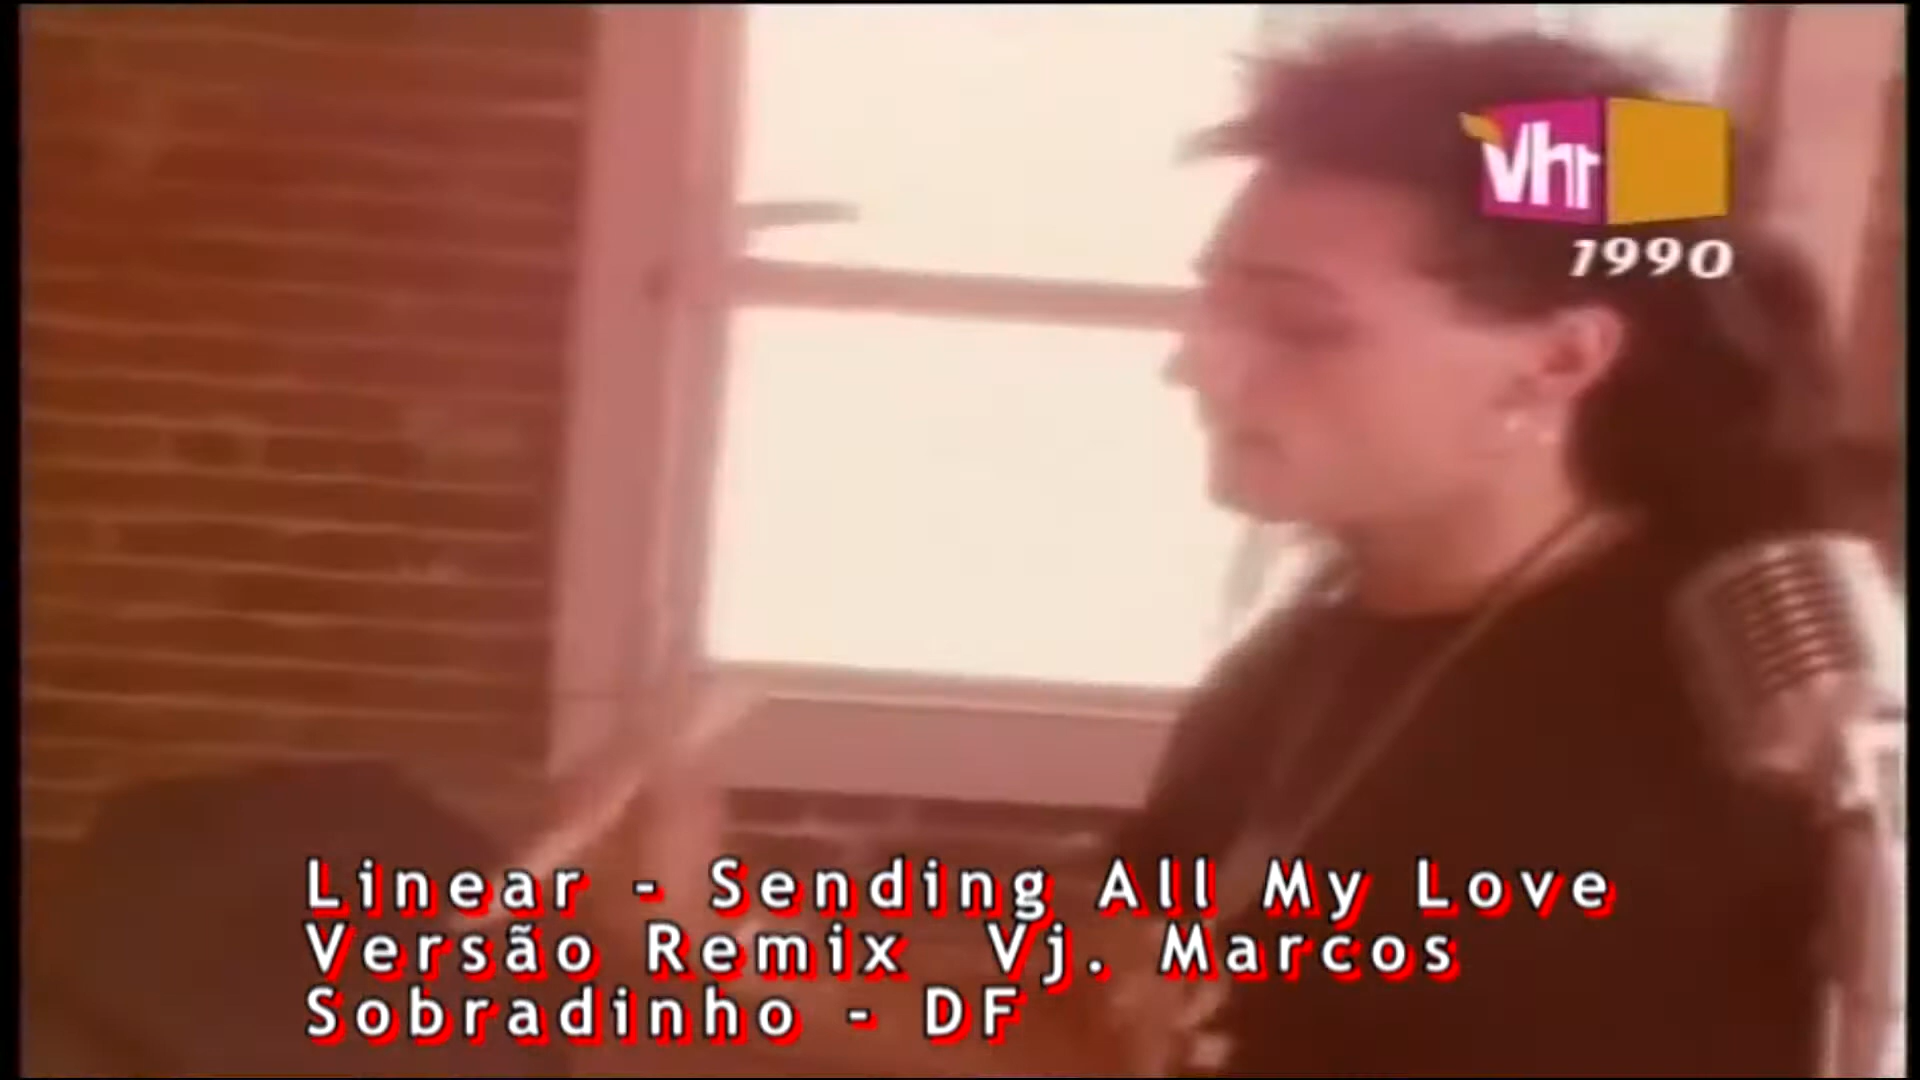 vh1
1990
Linear - Sending All My Love
Versão Remix Vj. Marcos
Sobradinho - DF